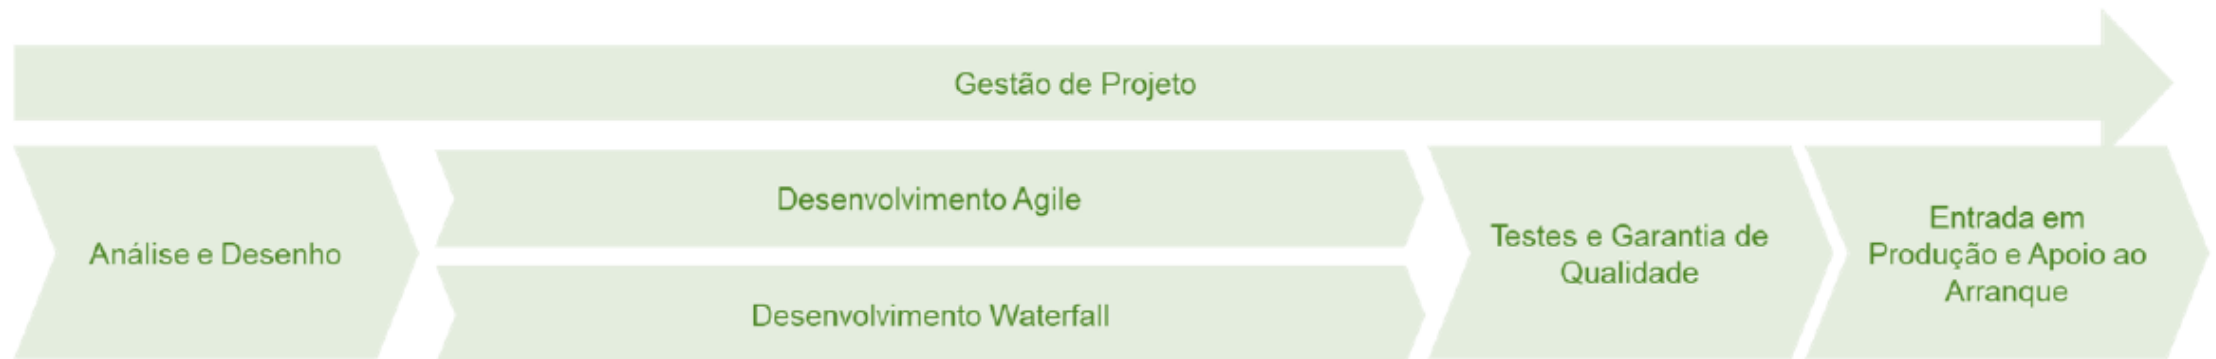 Gestão de Projeto
Análise e Desenho
Desenvolvimento Agile
Desenvolvimento Waterfall
Testes e Garantia de
Qualidade
Entrada em
Produção e Apoio ao
Arranque